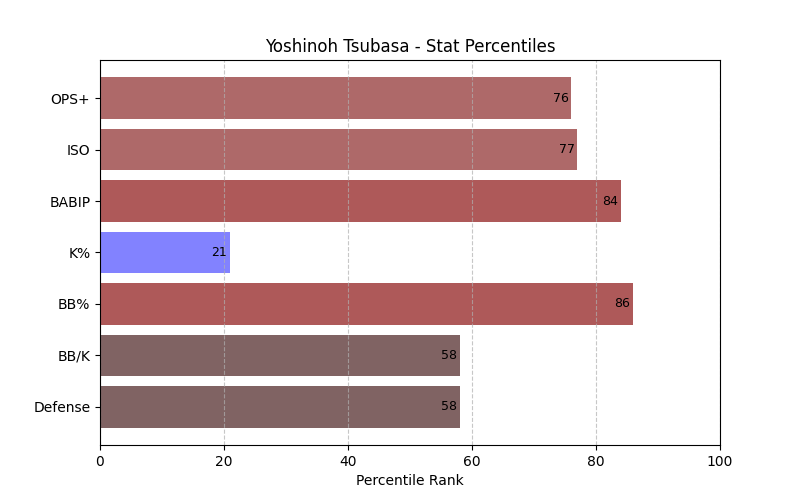 Yoshinoh Tsubasa - Stat Percentiles
OPS+ 76
ISO 77
BABIP 84
K% 21
BB% 86
BB/K 58
Defense 58
0 20 40 60 80 100
Percentile Rank